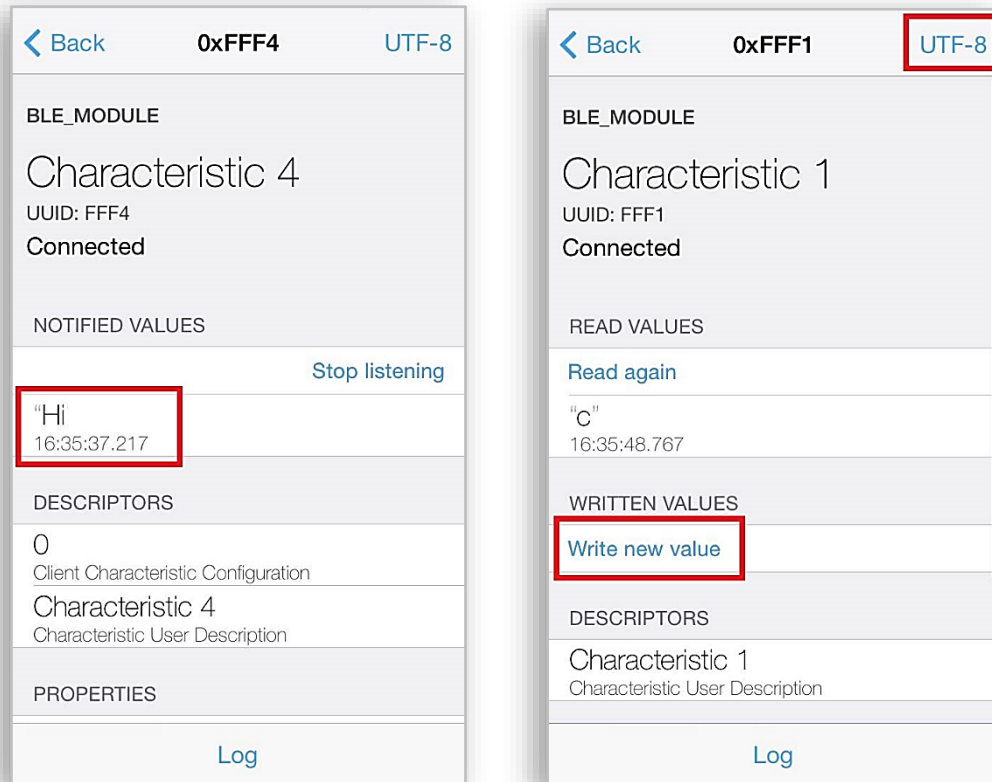 Back 0xFFF4 UTF-8
BLE_MODULE
Characteristic 4
UUID: FFF4
Connected
NOTIFIED VALUES
Stop listening
“Hi
16:35:37.217
DESCRIPTORS
0
Client Characteristic Configuration
Characteristic 4
Characteristic User Description
PROPERTIES
Log
Back 0xFFF1 UTF-8
BLE_MODULE
Characteristic 1
UUID: FFF1
Connected
READ VALUES
Read again
“c”
16:35:48.767
WRITTEN VALUES
Write new value
DESCRIPTORS
Characteristic 1
Characteristic User Description
Log